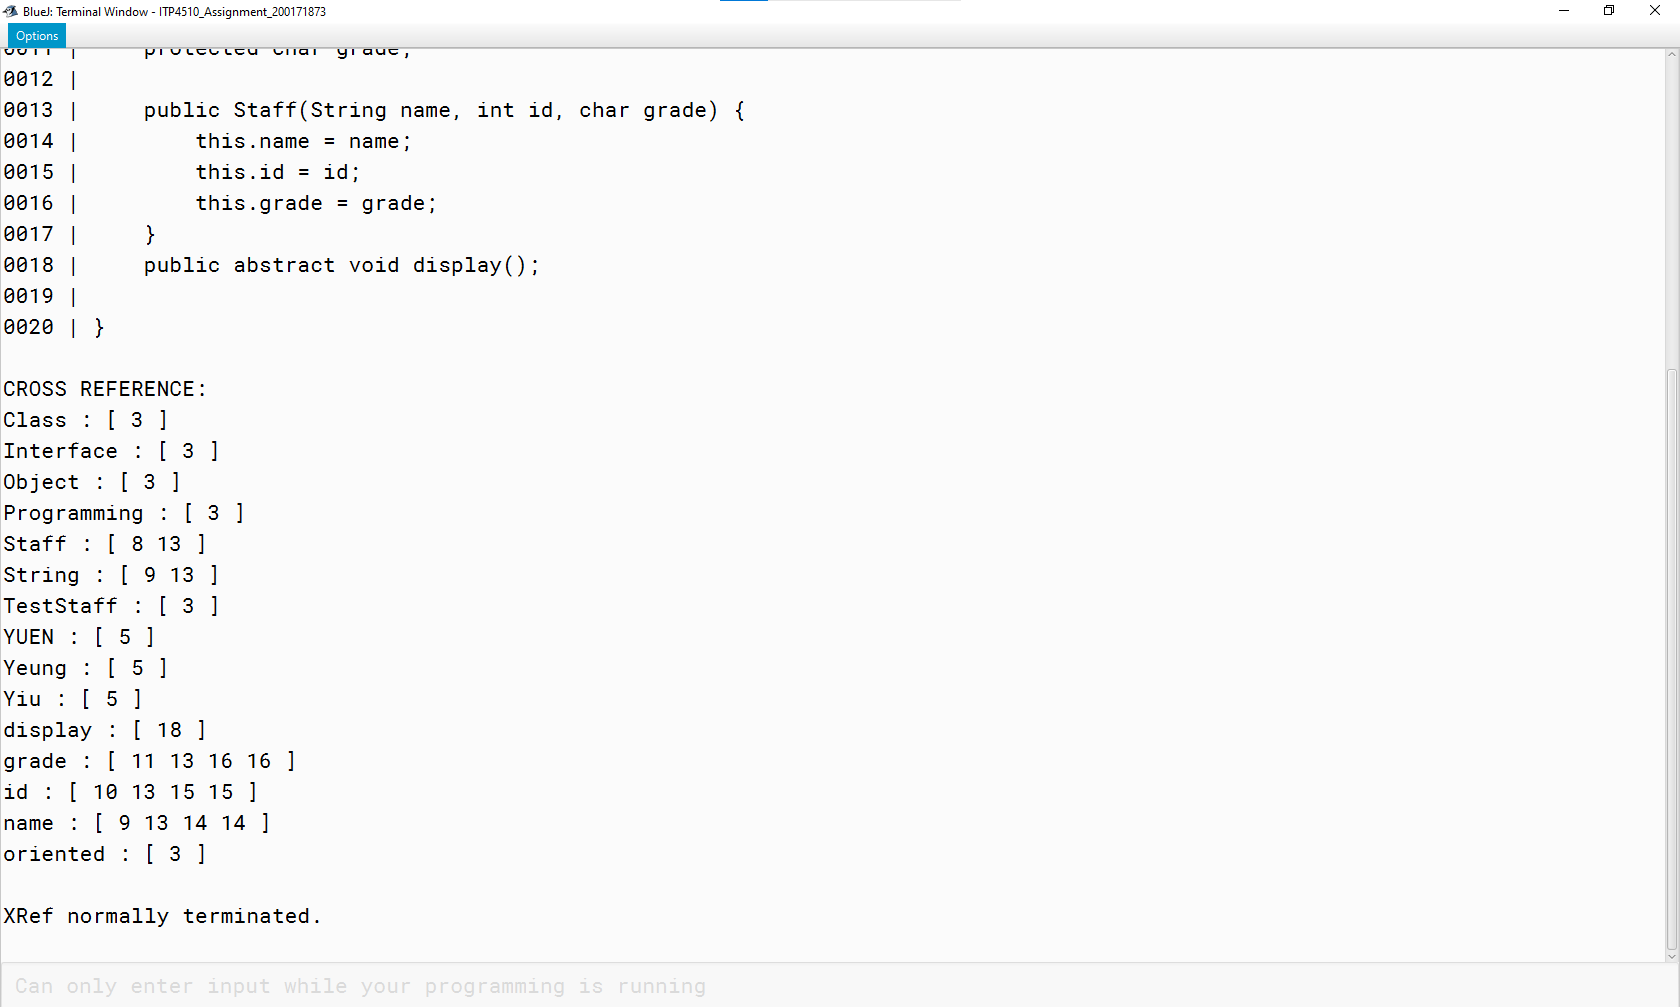 BlueJ: Terminal Window - ITP4510_Assignment_200171873
Options
0011 |     protected char grade;
0012 |
0013 |     public Staff(String name, int id, char grade) {
0014 |         this.name = name;
0015 |         this.id = id;
0016 |         this.grade = grade;
0017 |     }
0018 |     public abstract void display();
0019 |
0020 | }
CROSS REFERENCE:
Class : [ 3 ]
Interface : [ 3 ]
Object : [ 3 ]
Programming : [ 3 ]
Staff : [ 8 13 ]
String : [ 9 13 ]
TestStaff : [ 3 ]
YUEN : [ 5 ]
Yeung : [ 5 ]
Yiu : [ 5 ]
display : [ 18 ]
grade : [ 11 13 16 16 ]
id : [ 10 13 15 15 ]
name : [ 9 13 14 14 ]
oriented : [ 3 ]
XRef normally terminated.
Can only enter input while your programming is running